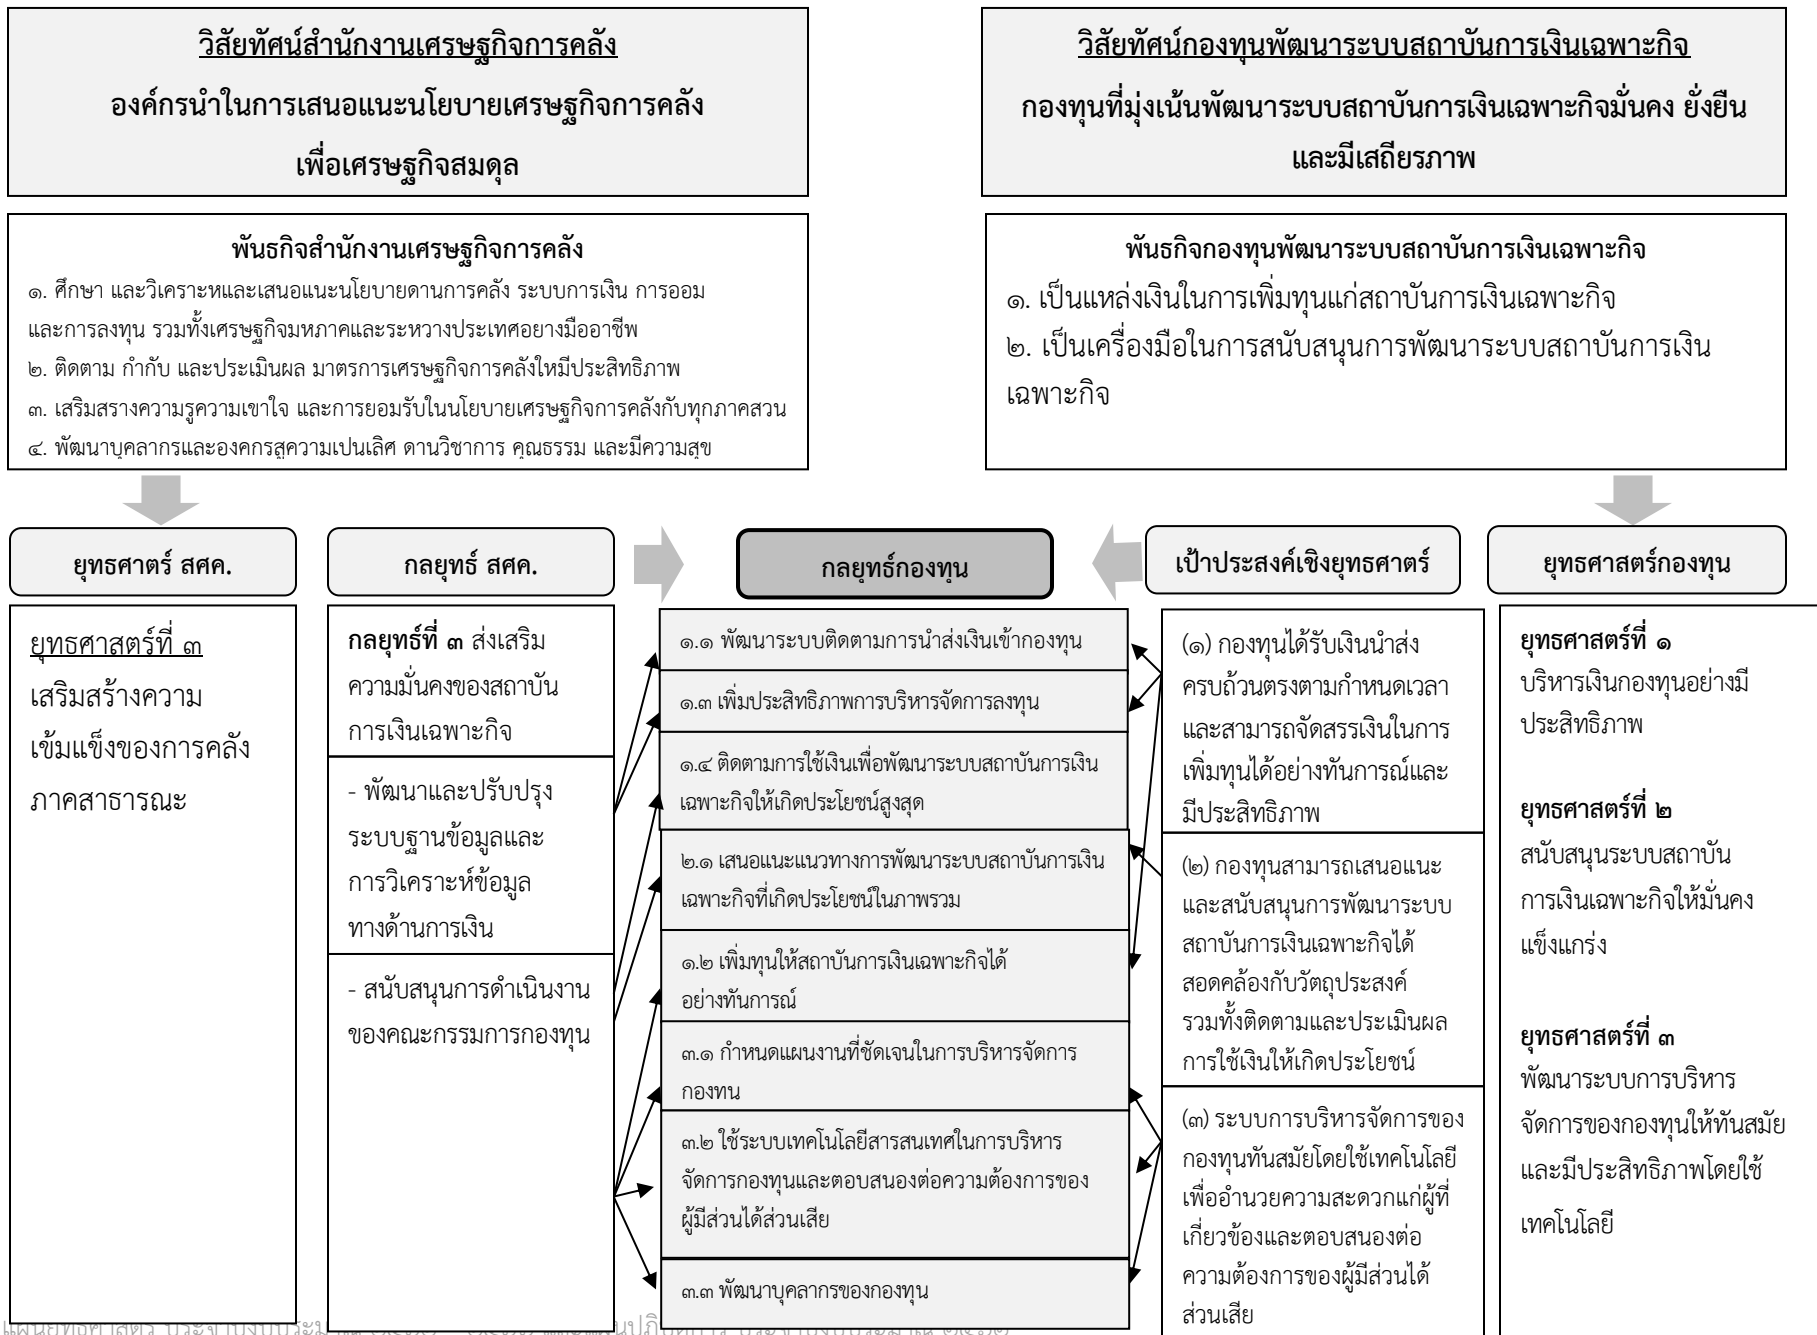 วิสัยทัศน์สำนักงานเศรษฐกิจการคลัง
องค์กรนำในการเสนอแนะนโยบายเศรษฐกิจการคลัง
เพื่อเศรษฐกิจสมดุล
วิสัยทัศน์กองทุนพัฒนาระบบสถาบันการเงินเฉพาะกิจ
กองทุนที่มุ่งเน้นพัฒนาระบบสถาบันการเงินเฉพาะกิจมั่นคง ยั่งยืน
และมีเสถียรภาพ
พันธกิจสำนักงานเศรษฐกิจการคลัง
๑. ศึกษา และวิเคราะหและเสนอแนะนโยบายดานการคลัง ระบบการเงิน การออม
และการลงทุน รวมทั้งเศรษฐกิจมหภาคและระหวางประเทศอยางมืออาชีพ
๒. ติดตาม กำกับ และประเมินผล มาตรการเศรษฐกิจการคลังใหมีประสิทธิภาพ
๓. เสริมสรางความรูความเขาใจ และการยอมรับในนโยบายเศรษฐกิจการคลังกับทุกภาคสวน
๔. พัฒนาบุคลากรและองคกรสูความเปนเลิศ ดานวิชาการ คุณธรรม และมีความสุข
พันธกิจกองทุนพัฒนาระบบสถาบันการเงินเฉพาะกิจ
๑. เป็นแหล่งเงินในการเพิ่มทุนแก่สถาบันการเงินเฉพาะกิจ
๒. เป็นเครื่องมือในการสนับสนุนการพัฒนาระบบสถาบันการเงิน
เฉพาะกิจ
ยุทธศาตร์ สศค.
กลยุทธ์ สศค.
กลยุทธ์กองทุน
เป้าประสงค์เชิงยุทธศาตร์
ยุทธศาสตร์กองทุน
ยุทธศาสตร์ที่ ๓
เสริมสร้างความ
เข้มแข็งของการคลัง
ภาคสาธารณะ
กลยุทธ์ที่ ๓ ส่งเสริม
ความมั่นคงของสถาบัน
การเงินเฉพาะกิจ
- พัฒนาและปรับปรุง
ระบบฐานข้อมูลและ
การวิเคราะห์ข้อมูล
ทางด้านการเงิน
- สนับสนุนการดำเนินงาน
ของคณะกรรมการกองทุน
๑.๑ พัฒนาระบบติดตามการนำส่งเงินเข้ากองทุน
๑.๓ เพิ่มประสิทธิภาพการบริหารจัดการลงทุน
๑.๔ ติดตามการใช้เงินเพื่อพัฒนาระบบสถาบันการเงิน
เฉพาะกิจให้เกิดประโยชน์สูงสุด
๒.๑ เสนอแนะแนวทางการพัฒนาระบบสถาบันการเงิน
เฉพาะกิจที่เกิดประโยชน์ในภาพรวม
๑.๒ เพิ่มทุนให้สถาบันการเงินเฉพาะกิจได้
อย่างทันการณ์
๓.๑ กำหนดแผนงานที่ชัดเจนในการบริหารจัดการ
กองทน
๓.๒ ใช้ระบบเทคโนโลยีสารสนเทศในการบริหาร
จัดการกองทุนและตอบสนองต่อความต้องการของ
ผู้มีส่วนได้ส่วนเสีย
๓.๓ พัฒนาบุคลากรของกองทุน
(๑) กองทุนได้รับเงินนำส่ง
ครบถ้วนตรงตามกำหนดเวลา
และสามารถจัดสรรเงินในการ
เพิ่มทุนได้อย่างทันการณ์และ
มีประสิทธิภาพ
(๒) กองทุนสามารถเสนอแนะ
และสนับสนุนการพัฒนาระบบ
สถาบันการเงินเฉพาะกิจได้
สอดคล้องกับวัตถุประสงค์
รวมทั้งติดตามและประเมินผล
การใช้เงินให้เกิดประโยชน์
(๓) ระบบการบริหารจัดการของ
กองทุนทันสมัยโดยใช้เทคโนโลยี
เพื่ออำนวยความสะดวกแก่ผู้ที่
เกี่ยวข้องและตอบสนองต่อ
ความต้องการของผู้มีส่วนได้
ส่วนเสีย
ยุทธศาสตร์ที่ ๑
บริหารเงินกองทุนอย่างมี
ประสิทธิภาพ
ยุทธศาสตร์ที่ ๒
สนับสนุนระบบสถาบัน
การเงินเฉพาะกิจให้มั่นคง
แข็งแกร่ง
ยุทธศาสตร์ที่ ๓
พัฒนาระบบการบริหาร
จัดการของกองทุนให้ทันสมัย
และมีประสิทธิภาพโดยใช้
เทคโนโลยี